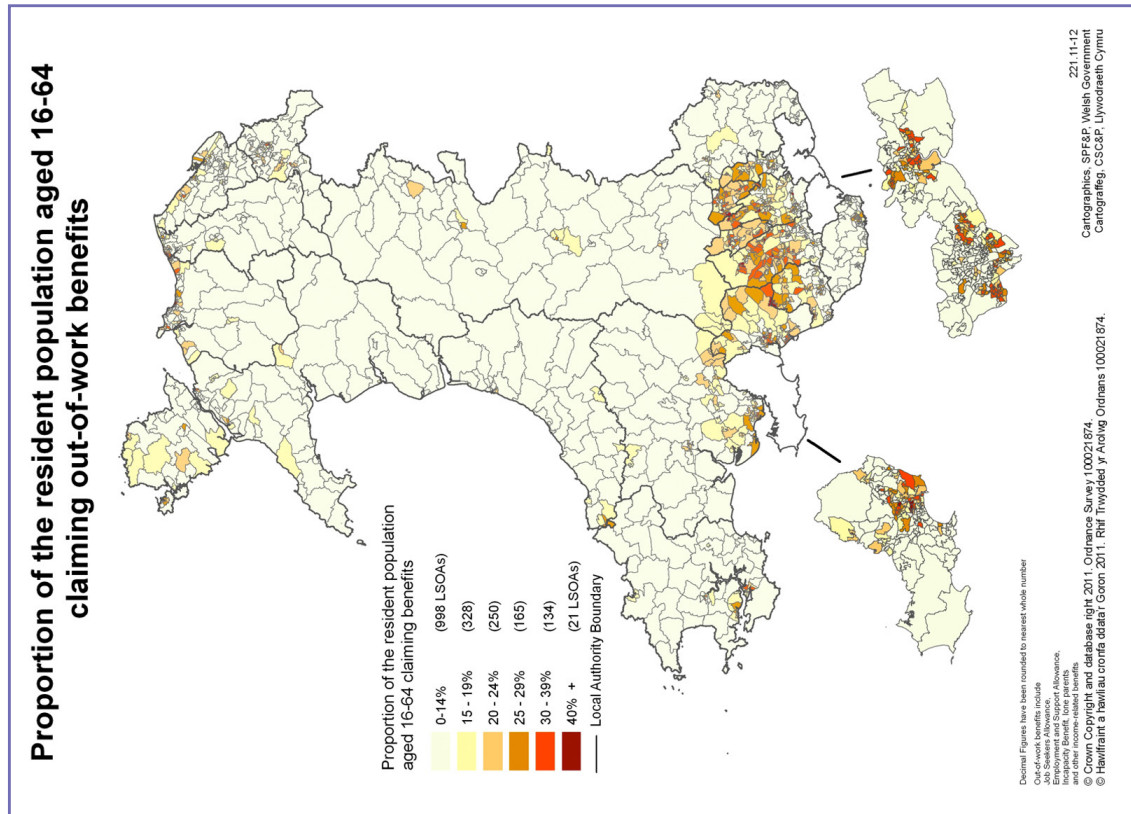 Proportion of the resident population aged 16-64
claiming out-of-work benefits
Proportion of the resident population
aged 16-64 claiming benefits
0-14% (998 LSOAs)
15 - 19% (328)
20 - 24% (250)
25 - 29% (165)
30 - 39% (134)
40% + (21 LSOAs)
Local Authority Boundary
Decimal Figures have been rounded to nearest whole number
Out-of-work benefits include
Job Seekers Allowance,
Employment and Support Allowance,
Incapacity Benefit, lone parents
and other income-related benefits
© Crown Copyright and database right 2011. Ordnance Survey 100021874.
© Hawlfraint a hawliau cronfa ddata'r Goron 2011. Rhif Trwydded yr Arolwg Ordnans 100021874.
221.11-12
Cartographics, SPF&P, Welsh Government
Cartograffeg, CSC&P, Llywodraeth Cymru